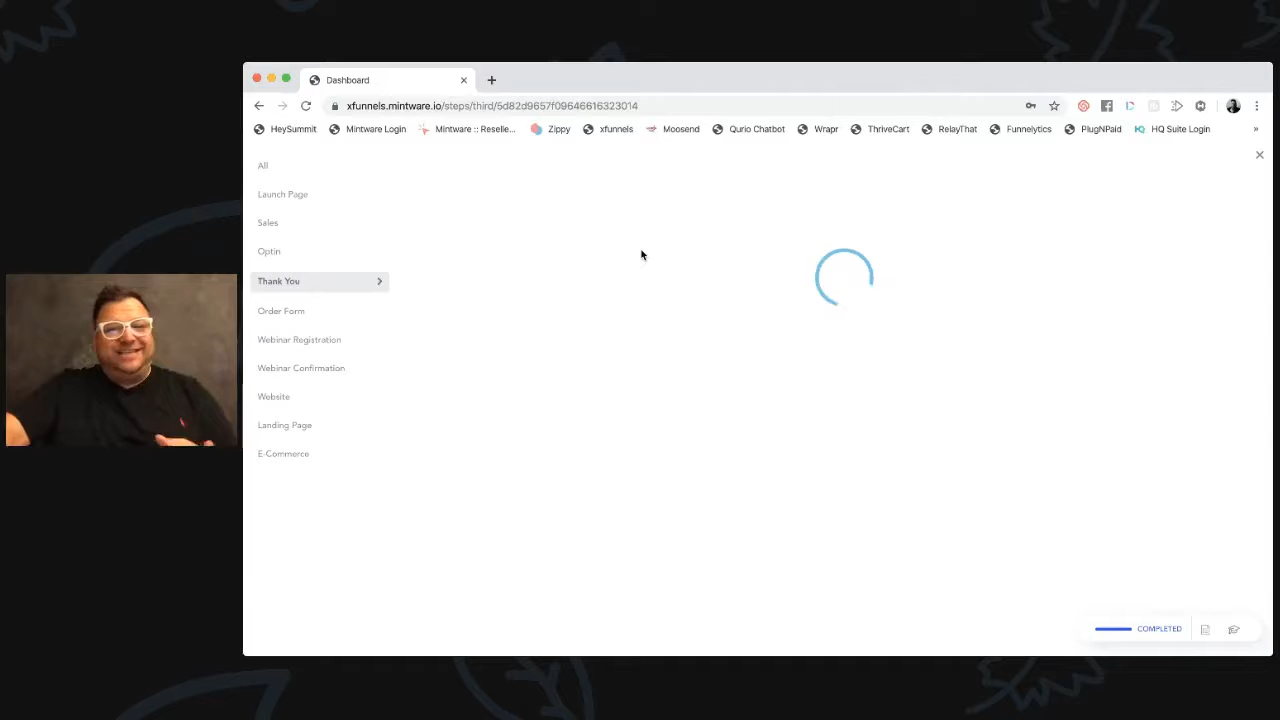 Dashboard
xfunnels.mintware.io/steps/third/5d82d9657f09646616323014
HeySummit Mintware Login Mintware :: Reselle... Zippy xfunnels Moosend Qurio Chatbot Wrapr ThriveCart RelayThat Funnelytics PlugNPaid HQ Suite Login
All
Launch Page
Sales
Optin
Thank You
Order Form
Webinar Registration
Webinar Confirmation
Website
Landing Page
E-Commerce
COMPLETED